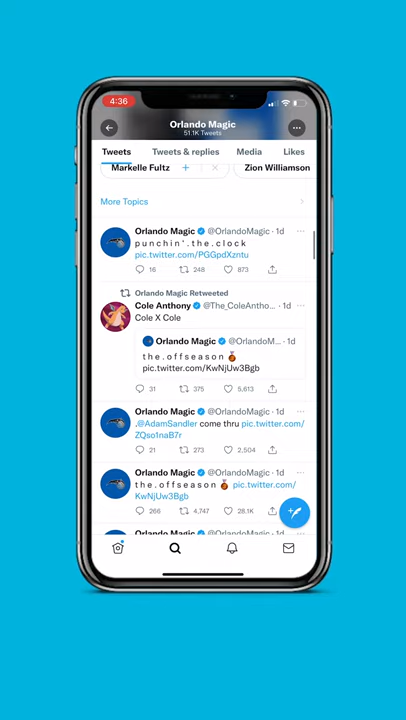 4:36
Orlando Magic
51.1K Tweets
Tweets Tweets & replies Media Likes
Markelle Fultz + × Zion Williamson
More Topics
Orlando Magic @OrlandoMagic · 1d
p u n c h i n ' . t h e . c l o c k
pic.twitter.com/PGGpdXzntu
16 248 873
Orlando Magic Retweeted
Cole Anthony @The_ColeAntho... · 1d
Cole X Cole
Orlando Magic @OrlandoM... · 1d
t h e . o f f s e a s o n 🏅
pic.twitter.com/KwNjUw3Bgb
31 375 5,613
Orlando Magic @OrlandoMagic · 1d
.@AdamSandler come thru pic.twitter.com/
ZQso1naB7r
21 273 2,504
Orlando Magic @OrlandoMagic · 1d
t h e . o f f s e a s o n 🏅 pic.twitter.com/
KwNjUw3Bgb
266 4,747 28.1K
Orlando Magic @OrlandoMagic · 1d